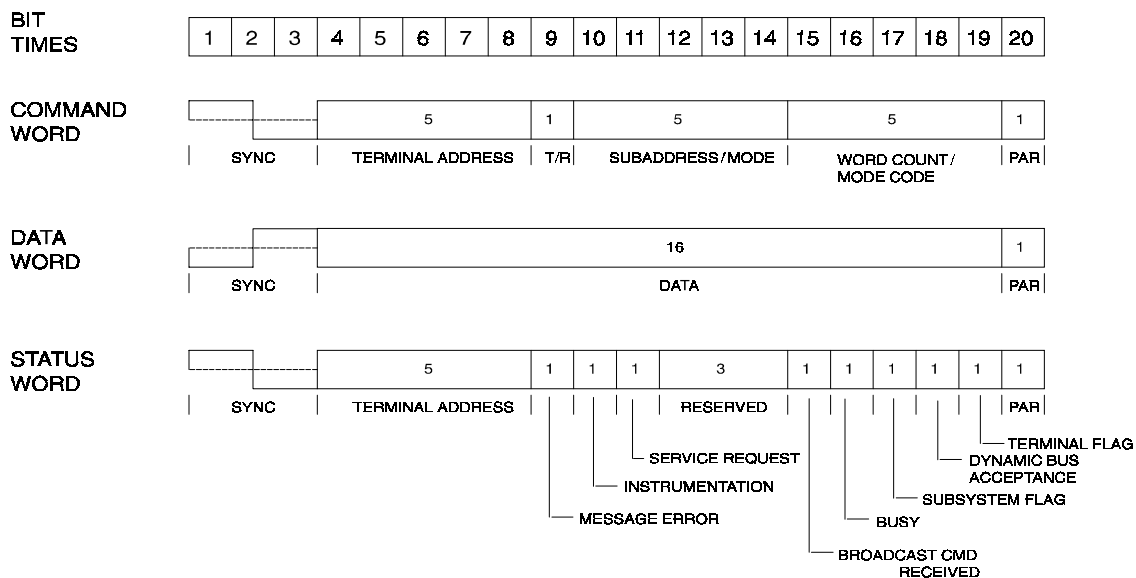 BIT
TIMES
1 2 3 4 5 6 7 8 9 10 11 12 13 14 15 16 17 18 19 20
COMMAND
WORD
5 1 5 5 1
SYNC TERMINAL ADDRESS T/R SUBADDRESS/MODE WORD COUNT/ PAR
MODE CODE
DATA
WORD
16 1
SYNC DATA PAR
STATUS
WORD
5 1 1 1 3 1 1 1 1 1 1
SYNC TERMINAL ADDRESS RESERVED PAR
TERMINAL FLAG
SERVICE REQUEST
DYNAMIC BUS
ACCEPTANCE
INSTRUMENTATION
SUBSYSTEM FLAG
MESSAGE ERROR
BUSY
BROADCAST CMD
RECEIVED